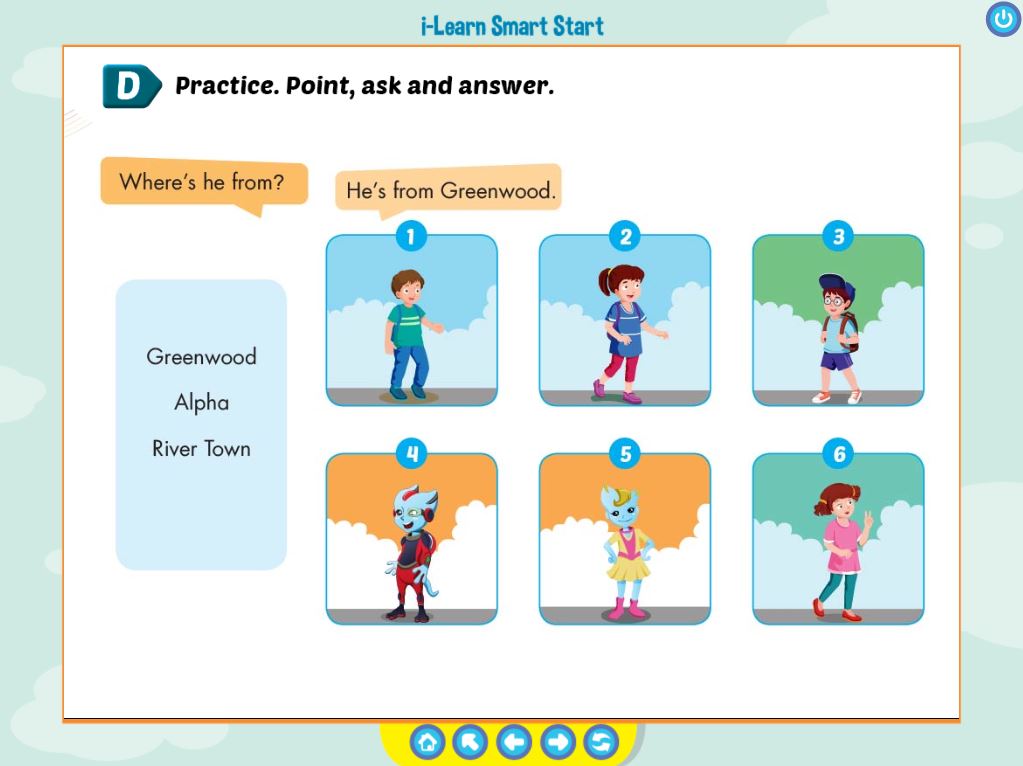 i-Learn Smart Start
D Practice. Point, ask and answer.
Where's he from?
He's from Greenwood.
1
2
3
Greenwood
Alpha
River Town
4
5
6